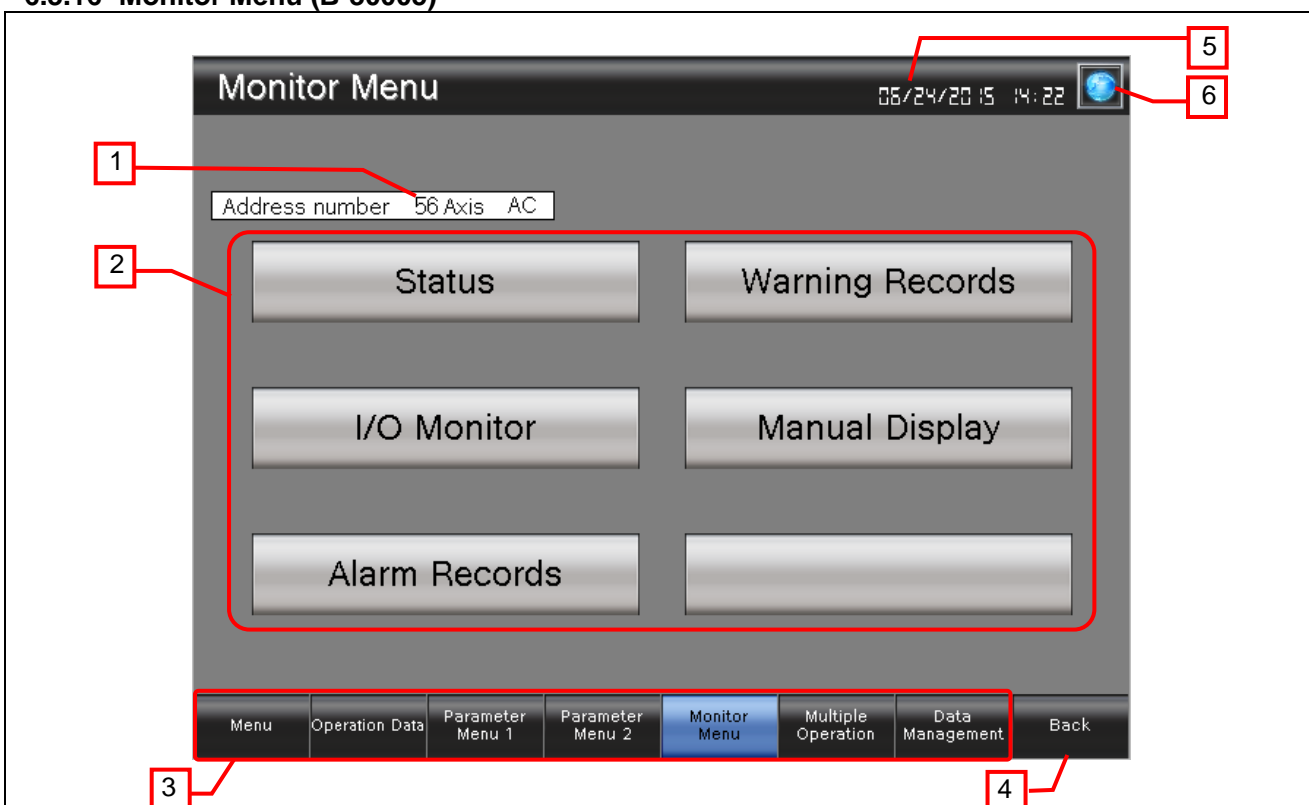 5
Monitor Menu
06/24/2015 14:22
6
1
Address number 56 Axis AC
2
Status
Warning Records
I/O Monitor
Manual Display
Alarm Records
Menu
Operation Data
Parameter
Menu 1
Parameter
Menu 2
Monitor
Menu
Multiple
Operation
Data
Management
Back
3
4